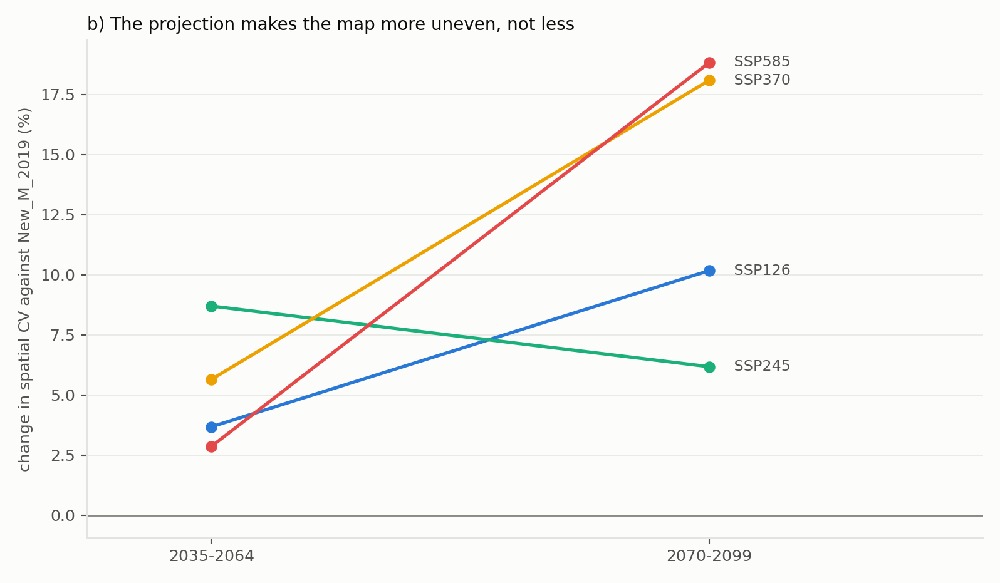 b) The projection makes the map more uneven, not less
change in spatial CV against New_M_2019 (%)
17.5
15.0
12.5
10.0
7.5
5.0
2.5
0.0
SSP585
SSP370
SSP126
SSP245
2035-2064
2070-2099